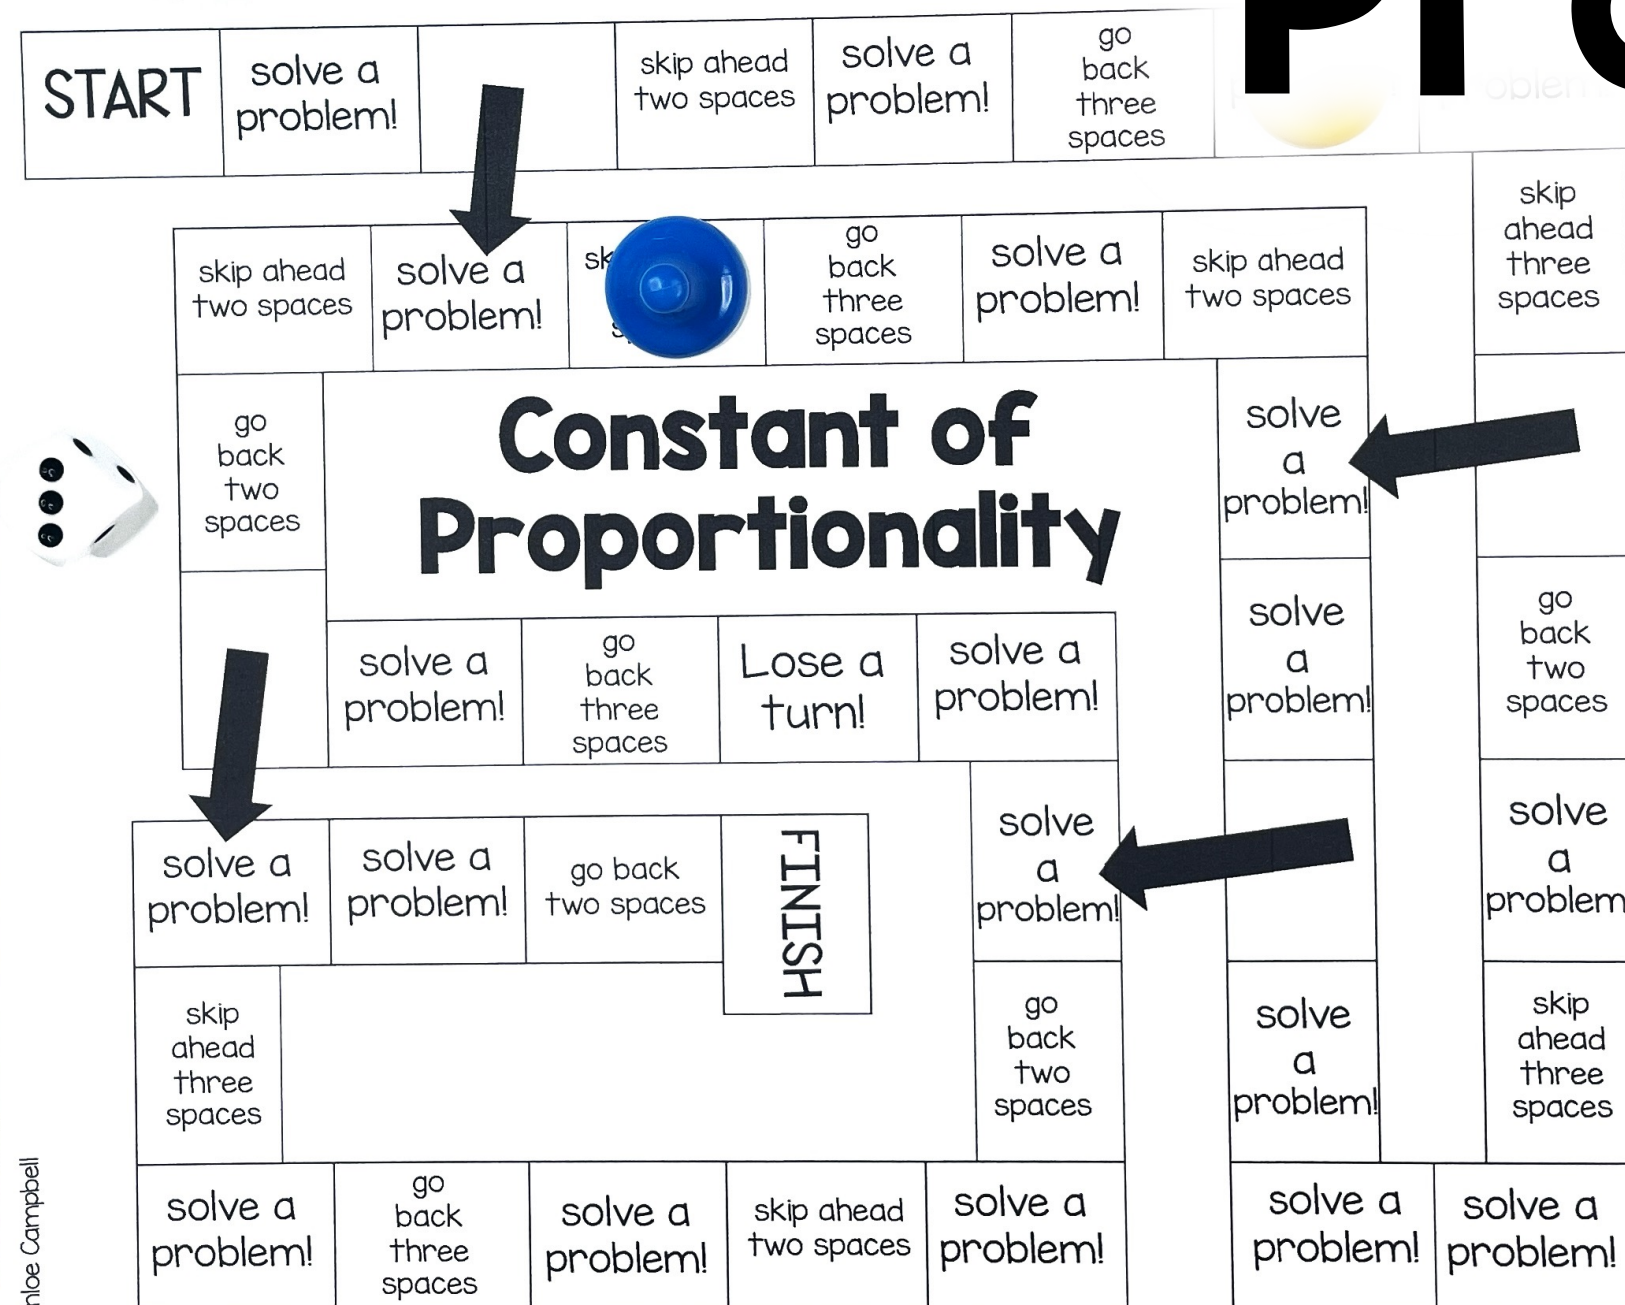 START
solve a
problem!
skip ahead
two spaces
solve a
problem!
go
back
three
spaces
skip
ahead
three
spaces
skip ahead
two spaces
solve a
problem!
go
back
three
spaces
solve a
problem!
skip ahead
two spaces
go
back
two
spaces
Constant of
Proportionality
solve
a
problem!
solve
a
problem!
go
back
two
spaces
solve a
problem!
go
back
three
spaces
Lose a
turn!
solve a
problem!
solve a
problem!
solve a
problem!
go back
two spaces
FINISH
solve
a
problem!
solve
a
problem
skip
ahead
three
spaces
go
back
two
spaces
solve
a
problem!
skip
ahead
three
spaces
solve a
problem!
go
back
three
spaces
solve a
problem!
skip ahead
two spaces
solve a
problem!
solve a
problem!
solve a
problem!
Campbell